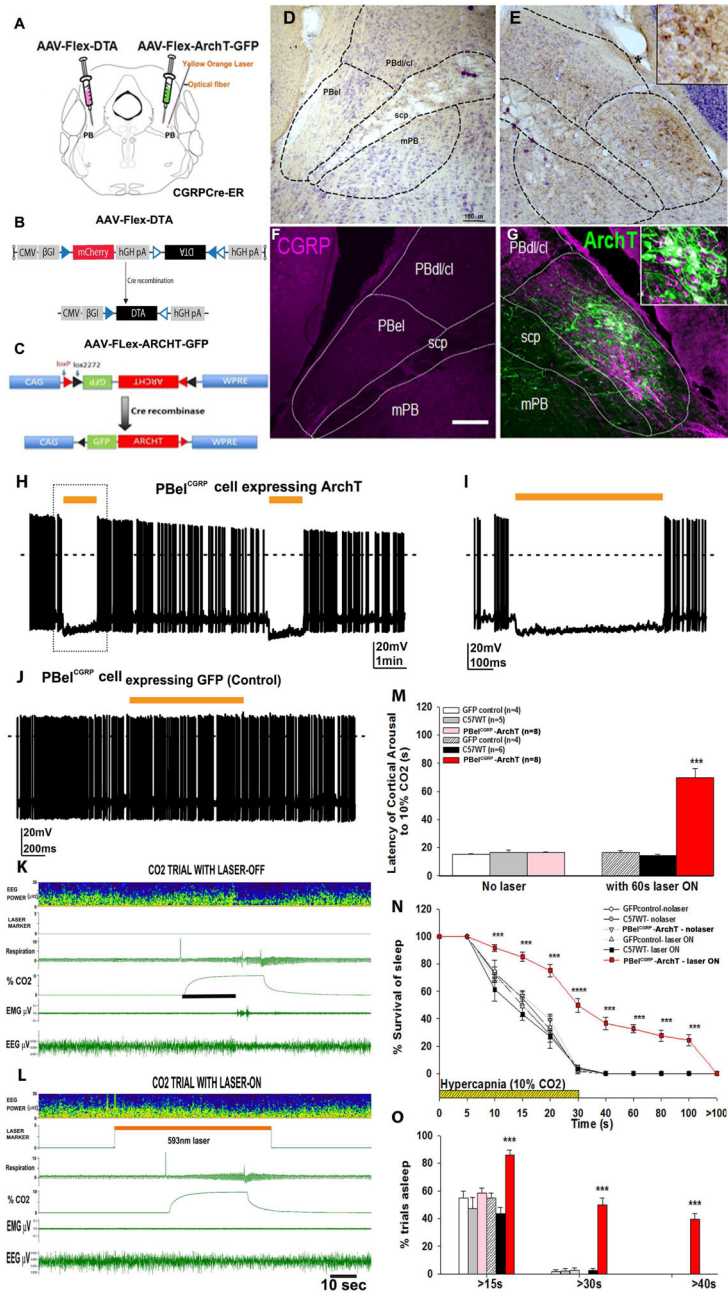 A
AAV-Flex-DTA
AAV-Flex-ArchT-GFP
Yellow Orange Laser
Optical fiber
PB
PB
CGRPCre-ER
B
AAV-Flex-DTA
CMV
βGl
mCherry
hGH pA
DTA
hGH pA
Cre recombination
CMV
βGl
DTA
hGH pA
C
AAV-FLex-ARCHT-GFP
loxP
lox2272
CAG
GFP
ARCHT
WPRE
Cre recombinase
CAG
GFP
ARCHT
WPRE
D
PBdl/cl
PBel
scp
mPB
100μm
E
*
F
CGRP
PBdl/cl
PBel
scp
mPB
G
ArchT
PBdl/cl
scp
mPB
H
PBel CGRP cell expressing ArchT
20mV
1min
I
20mV
100ms
J
PBel CGRP cell expressing GFP (Control)
20mV
200ms
K
CO2 TRIAL WITH LASER-OFF
EEG
POWER
LASER
MARKER
Respiration
% CO2
EMG μV
EEG μV
L
CO2 TRIAL WITH LASER-ON
EEG
POWER
LASER
MARKER
593nm laser
Respiration
% CO2
EMG μV
EEG μV
10 sec
M
Latency of Cortical Arousal
to 10% CO2 (s)
120
100
80
60
40
20
0
GFP control (n=4)
C57WT (n=5)
PBel CGRP-ArchT (n=8)
GFP control (n=4)
C57WT (n=6)
PBel CGRP-ArchT (n=8)
***
No laser
with 60s laser ON
N
% Survival of sleep
100
80
60
40
20
0
GFPcontrol-nolaser
C57WT- nolaser
PBel CGRP-ArchT - nolaser
GFPcontrol- laser ON
C57WT- laser ON
PBel CGRP-ArchT - laser ON
***
***
***
****
***
***
***
***
Hypercapnia (10% CO2)
0
5
10
15
20
30
40
60
80
100
>100
Time (s)
O
% trials asleep
100
80
60
40
20
0
***
***
***
>15s
>30s
>40s